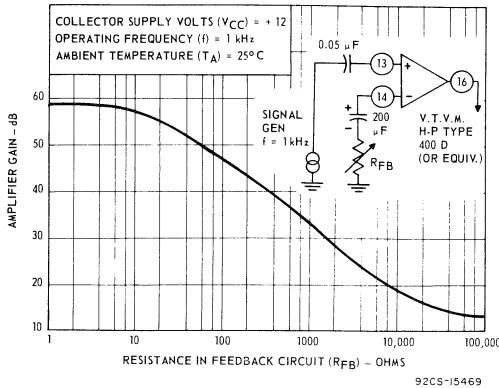 COLLECTOR SUPPLY VOLTS (VCC) = + 12
OPERATING FREQUENCY (f) = 1 kHz
AMBIENT TEMPERATURE (TA) = 25° C
0.05 µF
13
+
16
14
−
+
200
µF
−
RFB
SIGNAL
GEN
f = 1kHz
V. T. V. M.
H-P TYPE
400 D
(OR EQUIV.)
AMPLIFIER GAIN – dB
60
50
40
30
20
10
1
10
100
1000
10,000
100,000
RESISTANCE IN FEEDBACK CIRCUIT (RFB) – OHMS
92CS-15469